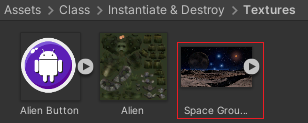 Assets > Class > Instantiate & Destroy > Textures
Alien Button Alien Space Grou...